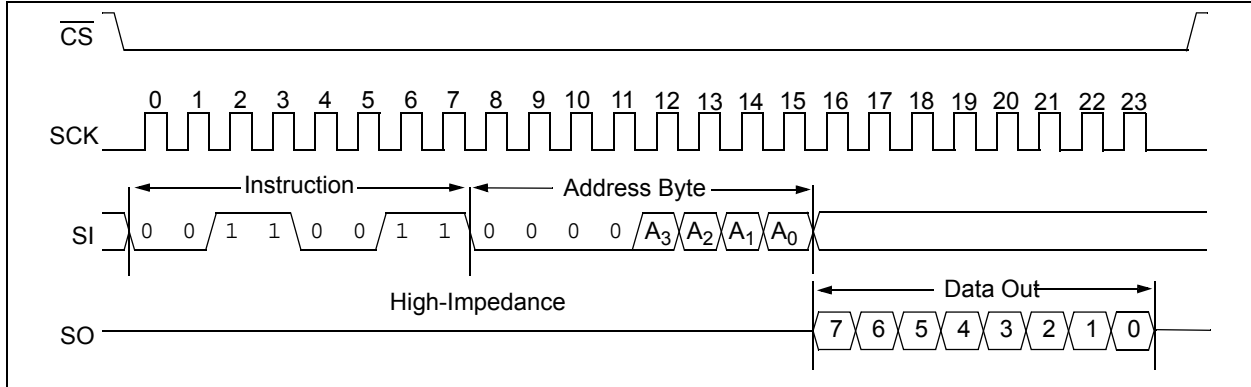 CS
0 1 2 3 4 5 6 7 8 9 10 11 12 13 14 15 16 17 18 19 20 21 22 23
SCK
Instruction Address Byte
SI 0 0 1 1 0 0 1 1 0 0 0 0 A3 A2 A1 A0
High-Impedance Data Out
SO 7 6 5 4 3 2 1 0